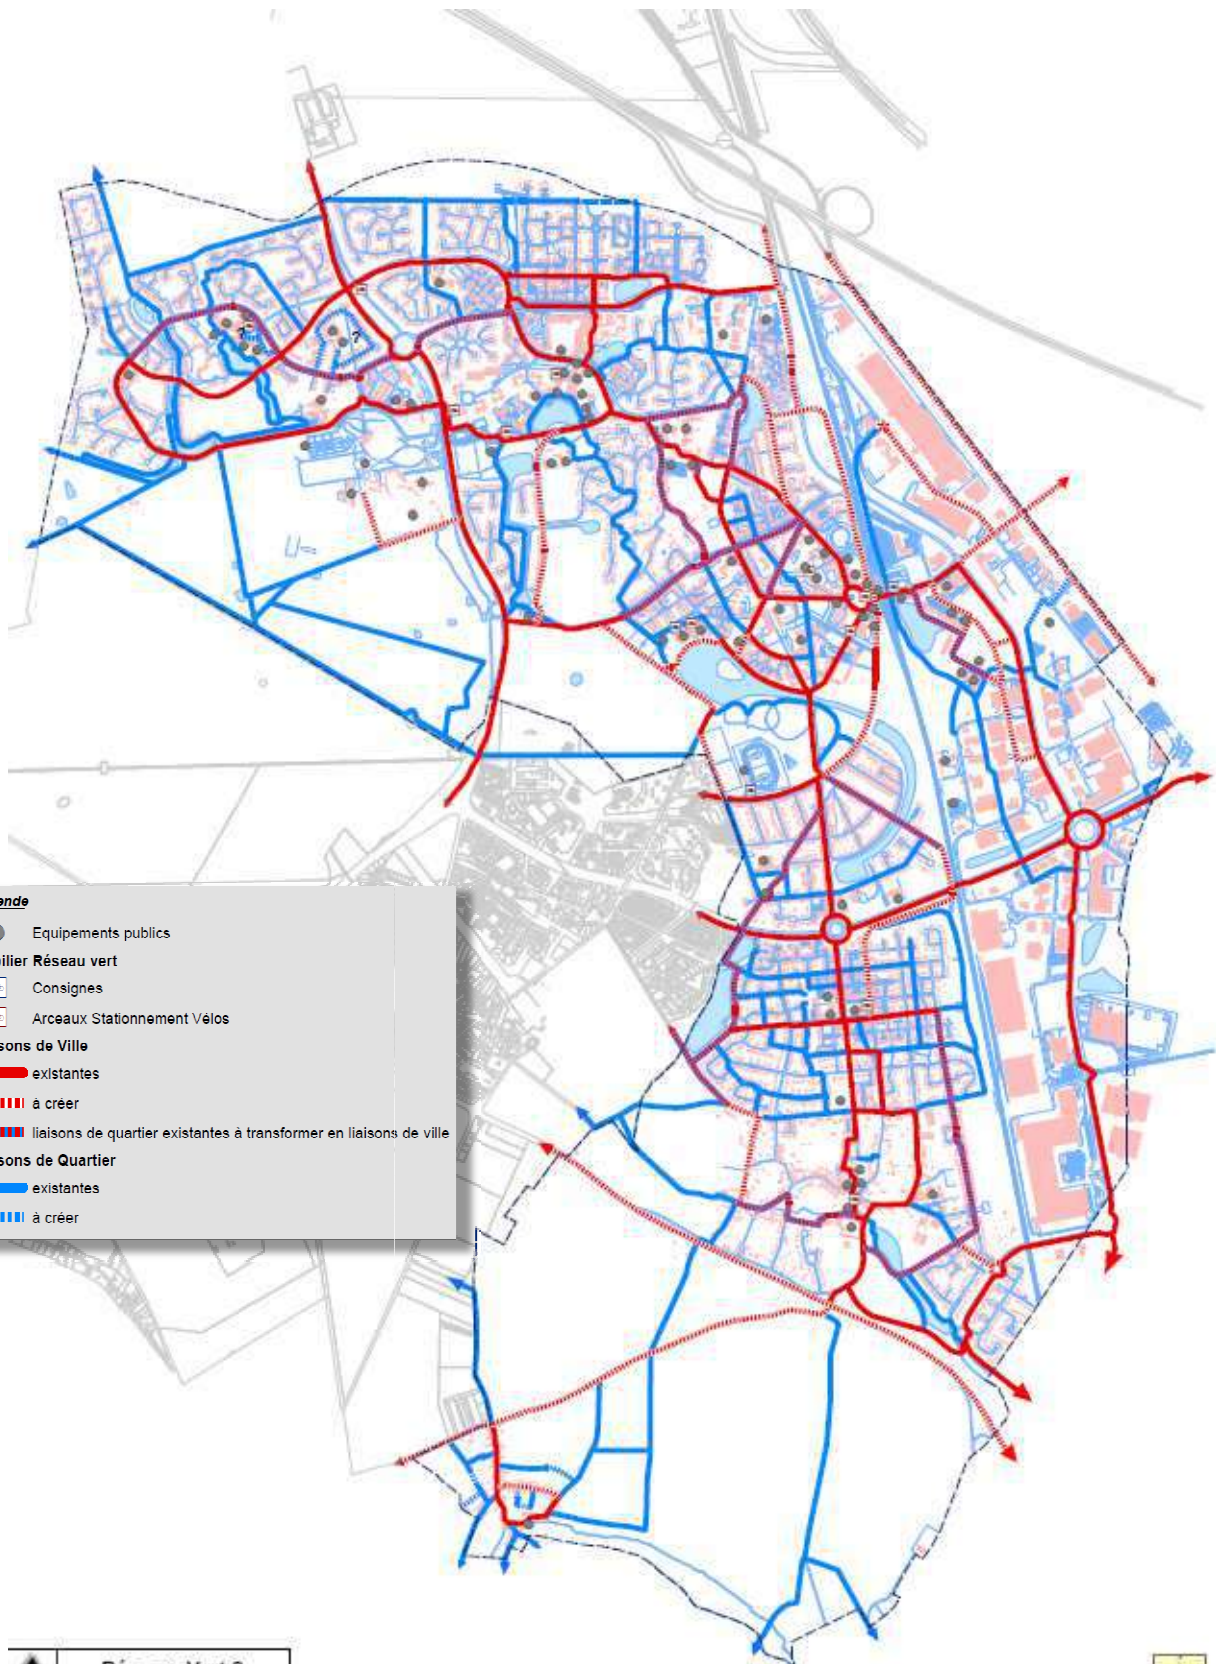 ende
Equipements publics
ilier Réseau vert
Consignes
Arceaux Stationnement Vélos
sons de Ville
existantes
à créer
liaisons de quartier existantes à transformer en liaisons de ville
sons de Quartier
existantes
à créer
?
?